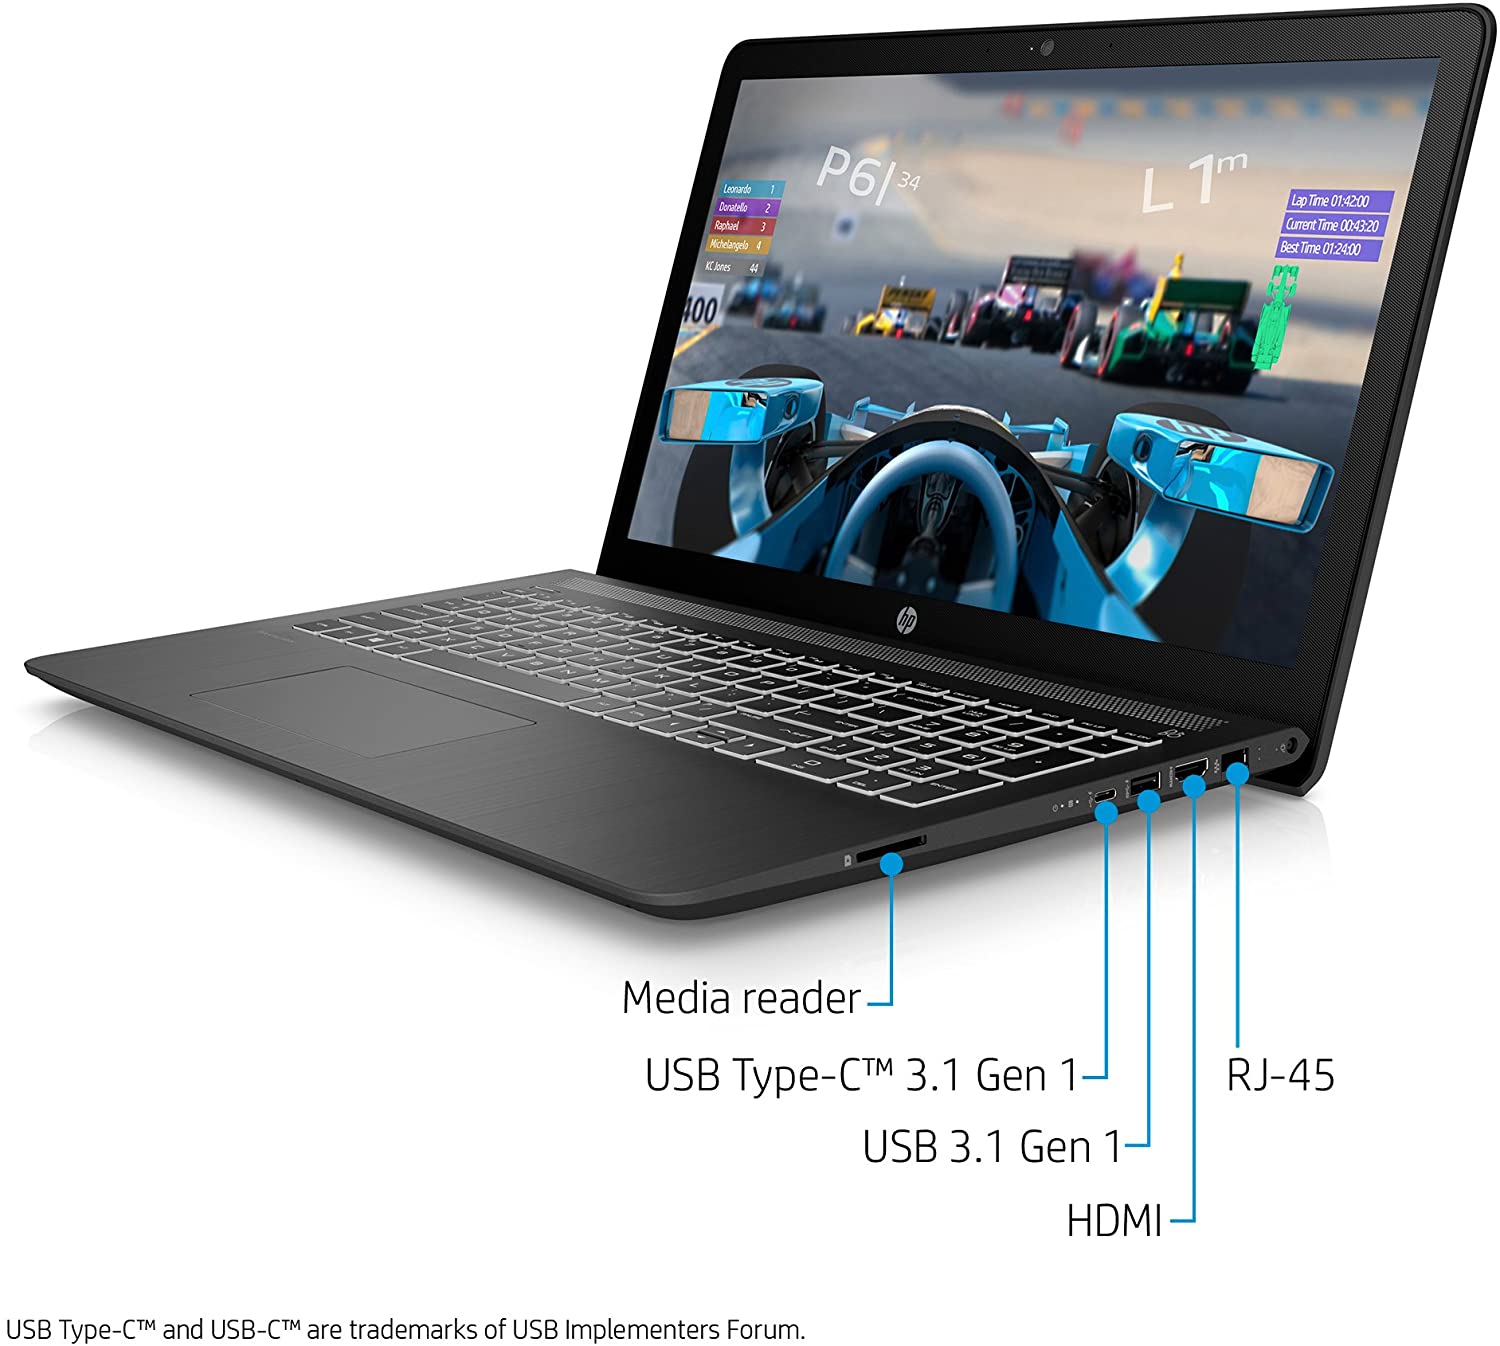 P6| 34
L 1m
Leonardo 1
Donatello 2
Raphael 3
Michelangelo 4
KC Jones 44
Lap Time 01:42:00
Current Time 00:43:20
Best Time 01:24:00
400
hp
hp
Media reader
USB Type-C™ 3.1 Gen 1
RJ-45
USB 3.1 Gen 1
HDMI
USB Type-C™ and USB-C™ are trademarks of USB Implementers Forum.